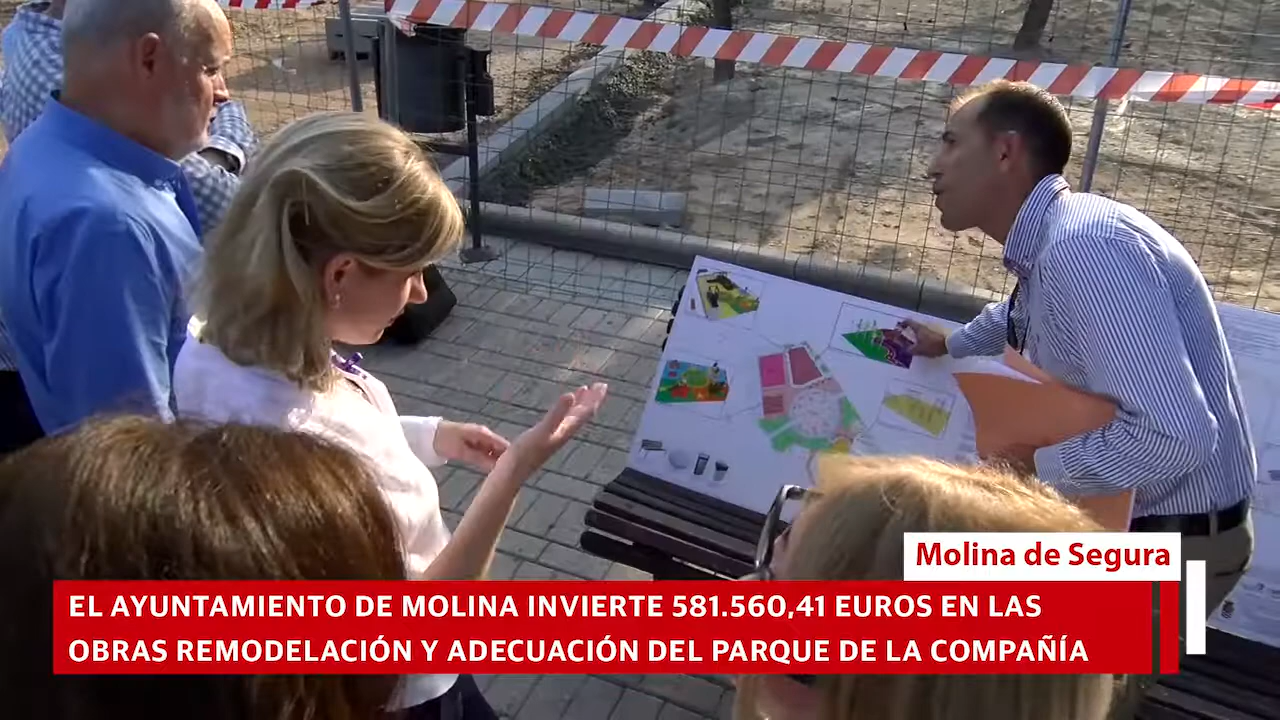 Molina de Segura
EL AYUNTAMIENTO DE MOLINA INVIERTE 581.560,41 EUROS EN LAS
OBRAS REMODELACIÓN Y ADECUACIÓN DEL PARQUE DE LA COMPAÑÍA